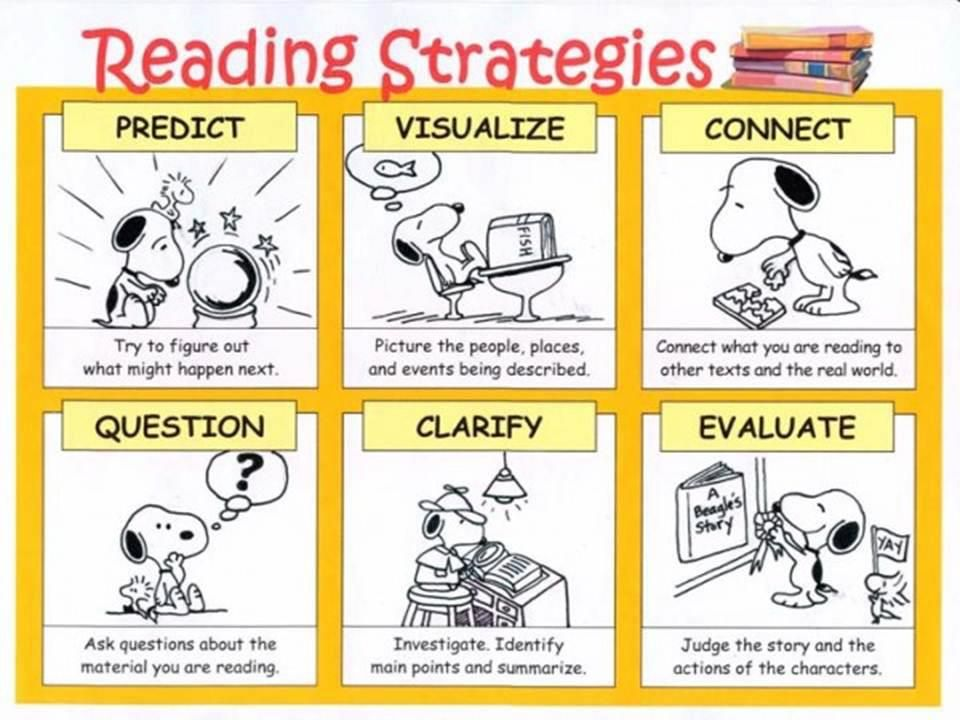 Reading Strategies
PREDICT
Try to figure out
what might happen next.
VISUALIZE
FISH
Picture the people, places,
and events being described.
CONNECT
Connect what you are reading to
other texts and the real world.
QUESTION
?
Ask questions about the
material you are reading.
CLARIFY
Investigate. Identify
main points and summarize.
EVALUATE
A
Beagle's
Story
YAY
Judge the story and the
actions of the characters.